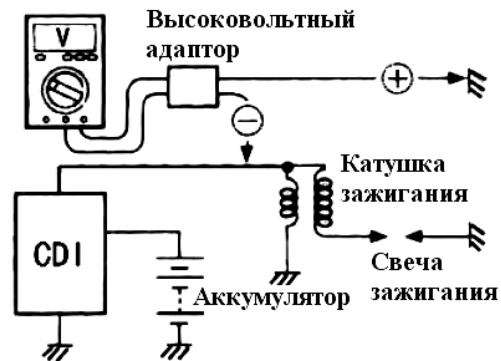 Высоковольтный
адаптор
V
+
−
Катушка
зажигания
CDI
Аккумулятор
Свеча
зажигания